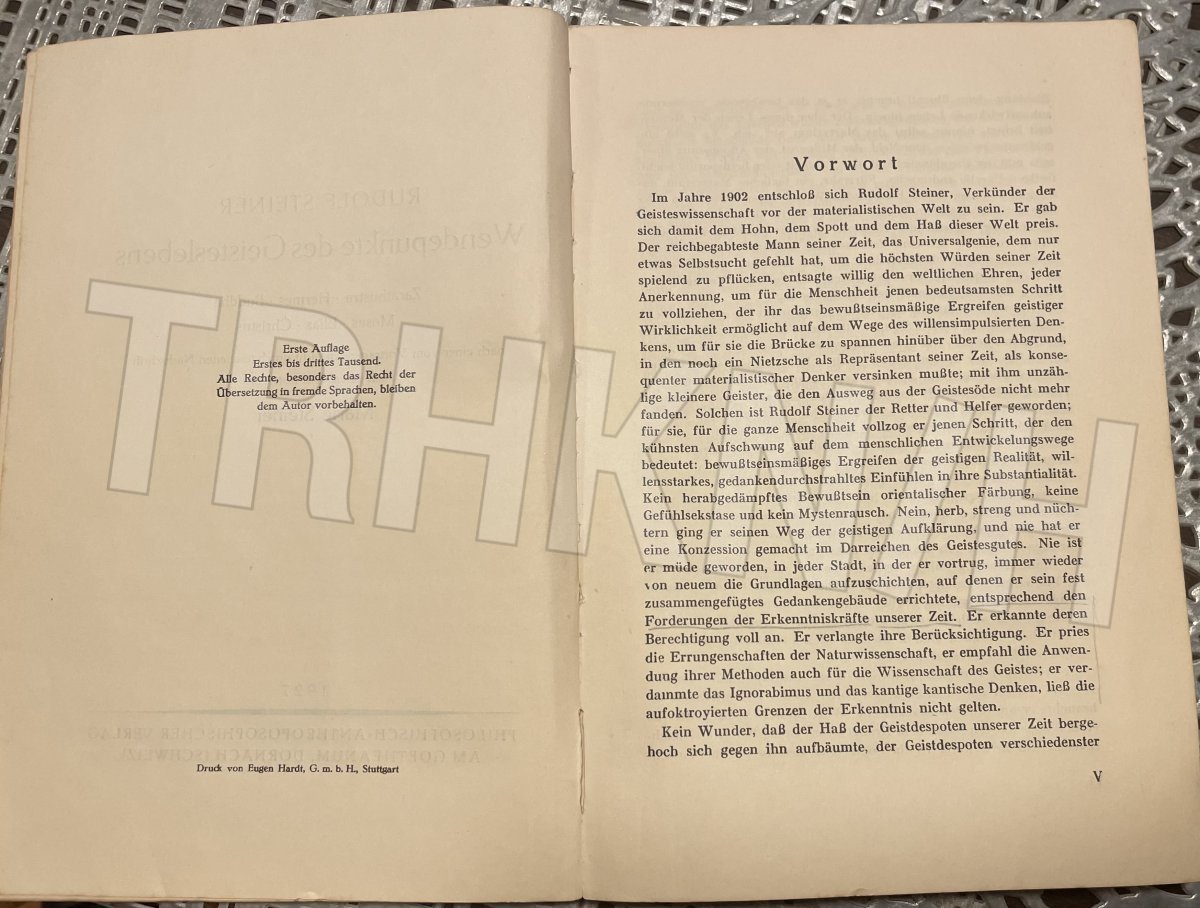 RUDOLF STEINER
Wendepunkte des Geisteslebens
Erste Auflage
Erstes bis drittes Tausend.
Alle Rechte, besonders das Recht der
Übersetzung in fremde Sprachen, bleiben
dem Autor vorbehalten.
1927
PHILOSOPHISCH-ANTHROPOSOPHISCHER VERLAG
AM GOETHEANUM, DORNACH (SCHWEIZ)
Druck von Eugen Hardt, G. m. b. H., Stuttgart
Vorwort
Im Jahre 1902 entschloß sich Rudolf Steiner, Verkünder der
Geisteswissenschaft vor der materialistischen Welt zu sein. Er gab
sich damit dem Hohn, dem Spott und dem Haß dieser Welt preis.
Der reichbegabteste Mann seiner Zeit, das Universalgenie, dem nur
etwas Selbstsucht gefehlt hat, um die höchsten Würden seiner Zeit
spielend zu pflücken, entsagte willig den weltlichen Ehren, jeder
Anerkennung, um für die Menschheit jenen bedeutsamsten Schritt
zu vollziehen, der ihr das bewußtseinsmäßige Ergreifen geistiger
Wirklichkeit ermöglicht auf dem Wege des willensimpulsierten Den-
kens, um für sie die Brücke zu spannen hinüber über den Abgrund,
in den noch ein Nietzsche als Repräsentant seiner Zeit, als konse-
quenter materialistischer Denker versinken mußte; mit ihm unzäh-
lige kleinere Geister, die den Ausweg aus der Geistesöde nicht mehr
fanden. Solchen ist Rudolf Steiner der Retter und Helfer geworden;
für sie, für die ganze Menschheit vollzog er jenen Schritt, der den
kühnsten Aufschwung auf dem menschlichen Entwickelungswege
bedeutet: bewußtseinsmäßiges Ergreifen der geistigen Realität, wil-
lensstarkes, gedankendurchstrahltes Einfühlen in ihre Substantialität.
Kein herabgedämpftes Bewußtsein orientalischer Färbung, keine
Gefühlsekstase und kein Mystenrausch. Nein, herb, streng und nüch-
tern ging er seinen Weg der geistigen Aufklärung, und nie hat er
eine Konzession gemacht im Darreichen des Geistesgutes. Nie ist
er müde geworden, in jeder Stadt, in der er vortrug, immer wieder
von neuem die Grundlagen aufzuschichten, auf denen er sein fest
zusammengefügtes Gedankengebäude errichtete, entsprechend den
Forderungen der Erkenntniskräfte unserer Zeit. Er erkannte deren
Berechtigung voll an. Er verlangte ihre Berücksichtigung. Er pries
die Errungenschaften der Naturwissenschaft, er empfahl die Anwen-
dung ihrer Methoden auch für die Wissenschaft des Geistes; er ver-
dammte das Ignorabimus und das kantige kantische Denken, ließ die
aufoktroyierten Grenzen der Erkenntnis nicht gelten.
Kein Wunder, daß der Haß der Geistdespoten unserer Zeit berge-
hoch sich gegen ihn aufbäumte, der Geistdespoten verschiedenster
V
TRHKNVH